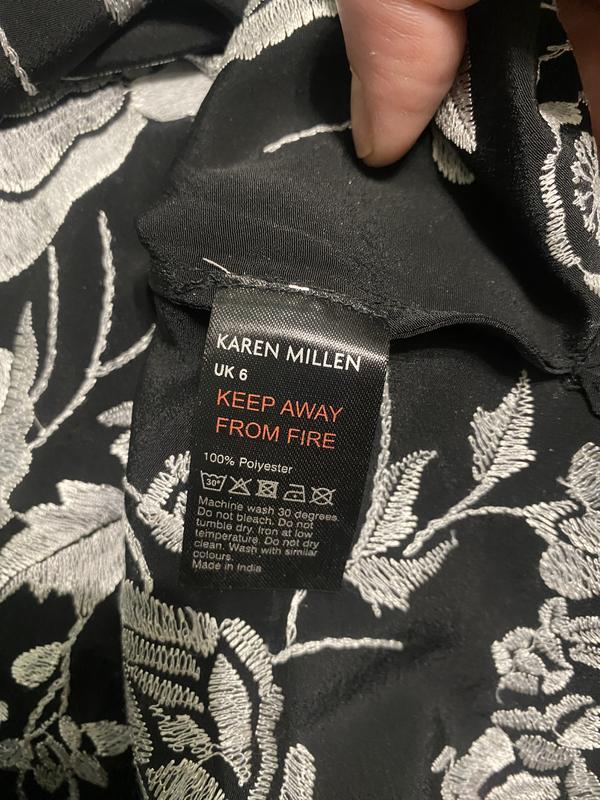 KAREN MILLEN
UK 6
KEEP AWAY
FROM FIRE
100% Polyester
30°
Machine wash 30 degrees.
Do not bleach. Do not
tumble dry. Iron at low
temperature. Do not dry
clean. Wash with similar
colours.
Made in India